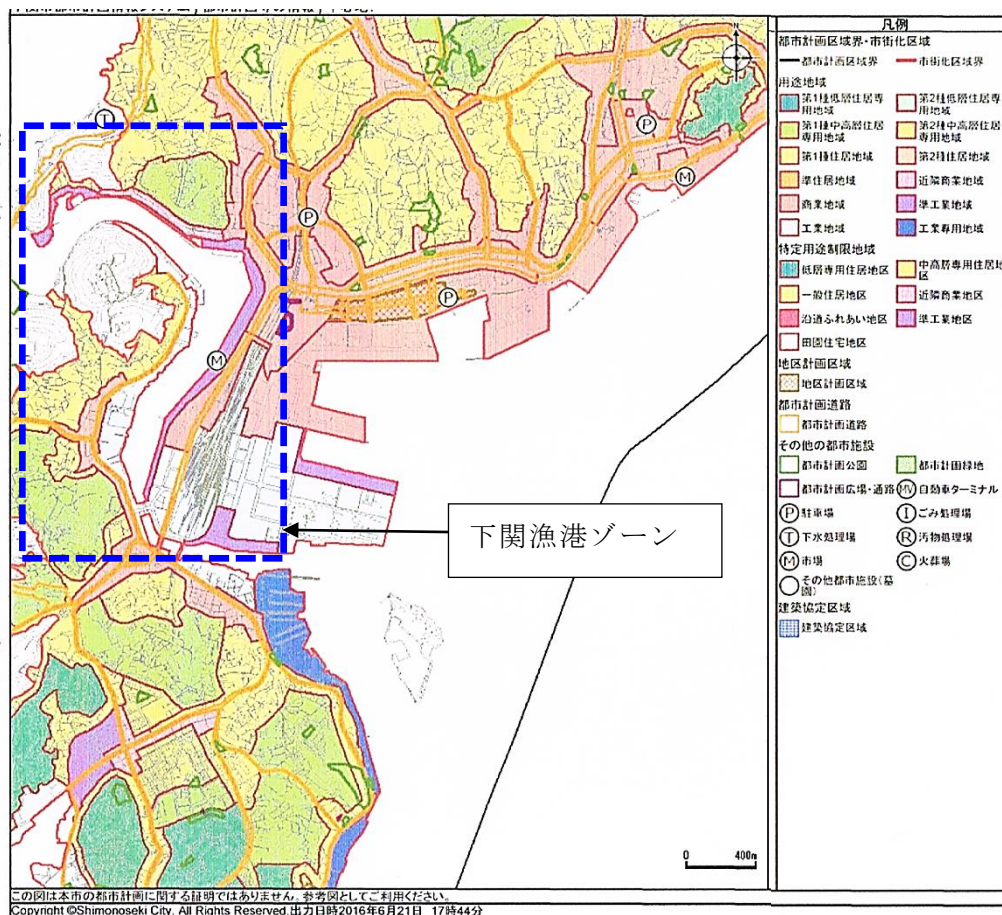 凡例
都市計画区域界・市街化区域
都市計画区域界
市街化区域界
用途地域
第1種低層住居専用地域
第2種低層住居専用地域
第1種中高層住居専用地域
第2種中高層住居専用地域
第1種住居地域
第2種住居地域
準住居地域
近隣商業地域
商業地域
準工業地域
工業地域
工業専用地域
特定用途制限地域
低層専用住居地区
中高層専用住居地区
一般住居地区
近隣商業地区
沿道ふれあい地区
準工業地区
田園住宅地区
地区計画区域
地区計画区域
都市計画道路
都市計画道路
その他の都市施設
都市計画公園
都市計画緑地
都市計画広場・通路
MV 自動車ターミナル
P 駐車場
I ごみ処理場
T 下水処理場
R 汚物処理場
M 市場
C 火葬場
その他都市施設(墓園)
建築協定区域
建築協定区域
T
P
P
M
P
M
下関漁港ゾーン
0 400m
この図は本市の都市計画に関する証明ではありません。参考図としてご利用ください。
Copyright ©Shimonoseki City. All Rights Reserved.出力日時2016年6月21日 17時44分